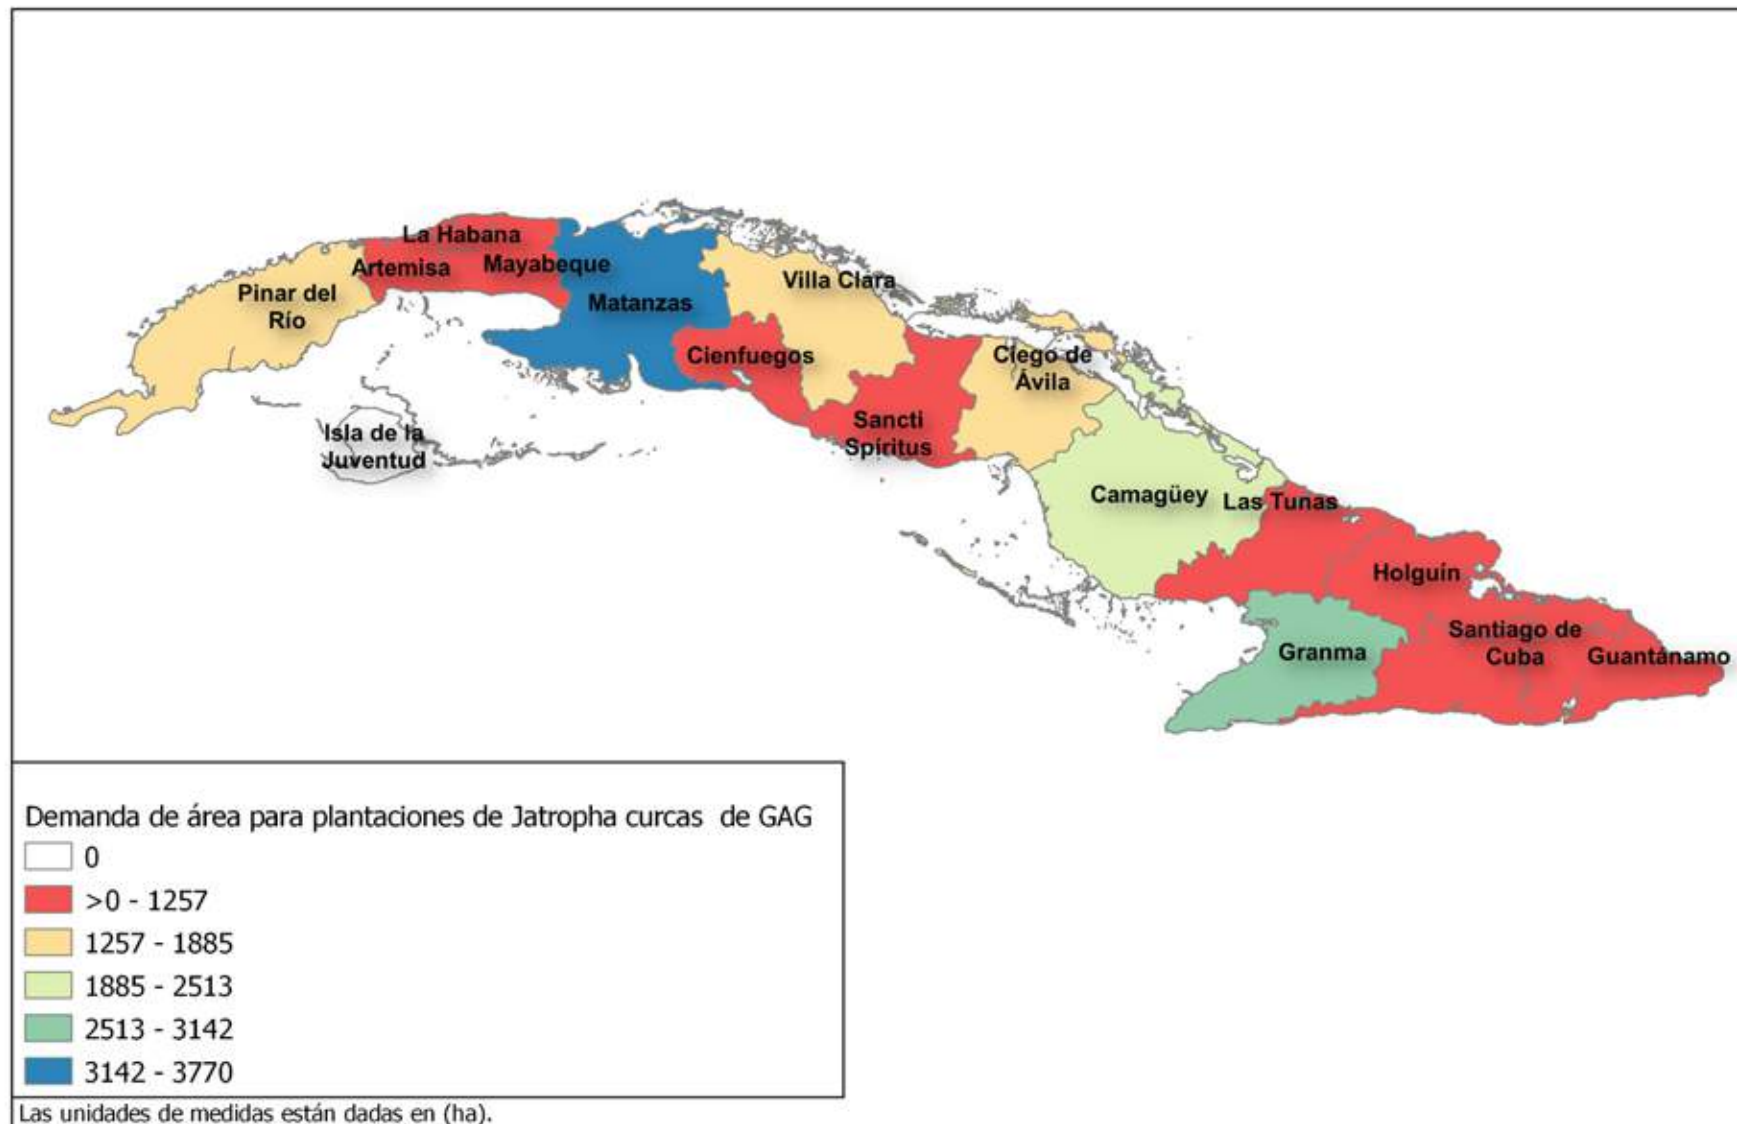 La Habana
Artemisa
Mayabeque
Pinar del
Río
Matanzas
Villa Clara
Cienfuegos
Ciego de
Ávila
Isla de la
Juventud
Sancti
Spíritus
Camagüey
Las Tunas
Holguín
Granma
Santiago de
Cuba
Guantánamo
Demanda de área para plantaciones de Jatropha curcas de GAG
0
>0 - 1257
1257 - 1885
1885 - 2513
2513 - 3142
3142 - 3770
Las unidades de medidas están dadas en (ha).